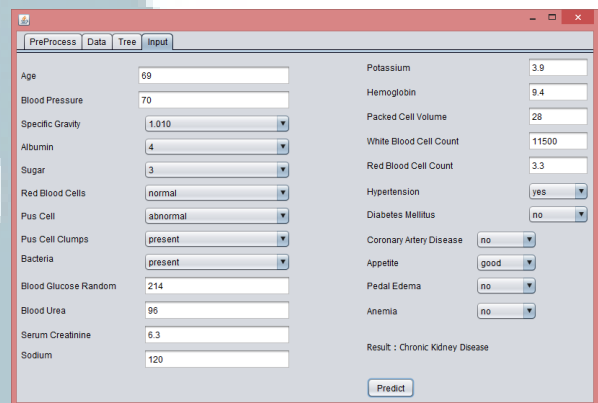 PreProcess Data Tree Input
Age 69
Blood Pressure 70
Specific Gravity 1.010
Albumin 4
Sugar 3
Red Blood Cells normal
Pus Cell abnormal
Pus Cell Clumps present
Bacteria present
Blood Glucose Random 214
Blood Urea 96
Serum Creatinine 6.3
Sodium 120
Potassium 3.9
Hemoglobin 9.4
Packed Cell Volume 28
White Blood Cell Count 11500
Red Blood Cell Count 3.3
Hypertension yes
Diabetes Mellitus no
Coronary Artery Disease no
Appetite good
Pedal Edema no
Anemia no
Result : Chronic Kidney Disease
Predict